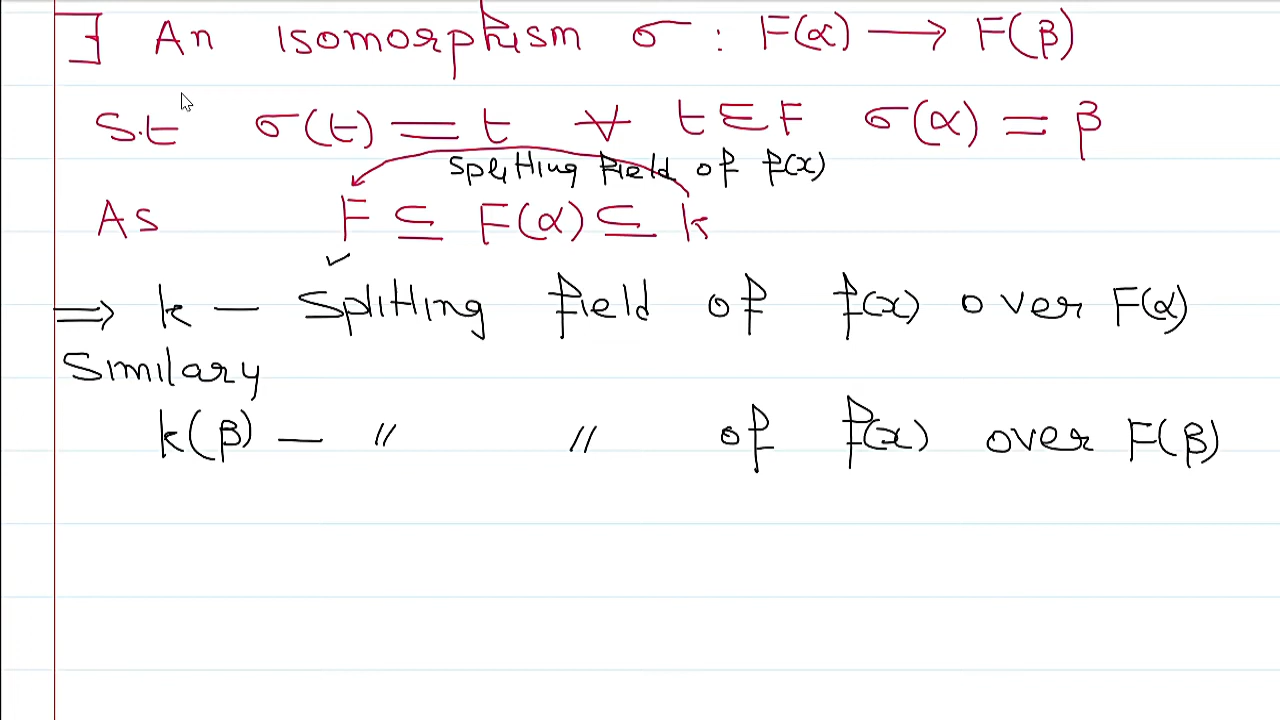 ∃ An isomorphism σ : F(α) ⟶ F(β)
S.t σ(t) = t ∀ t ∈ F σ(α) = β
Splitting field of f(x)
As F ⊆ F(α) ⊆ k
⟹ k — Splitting field of f(x) over F(α)
Similary
k(β) —〃 〃 of f(x) over F(β)